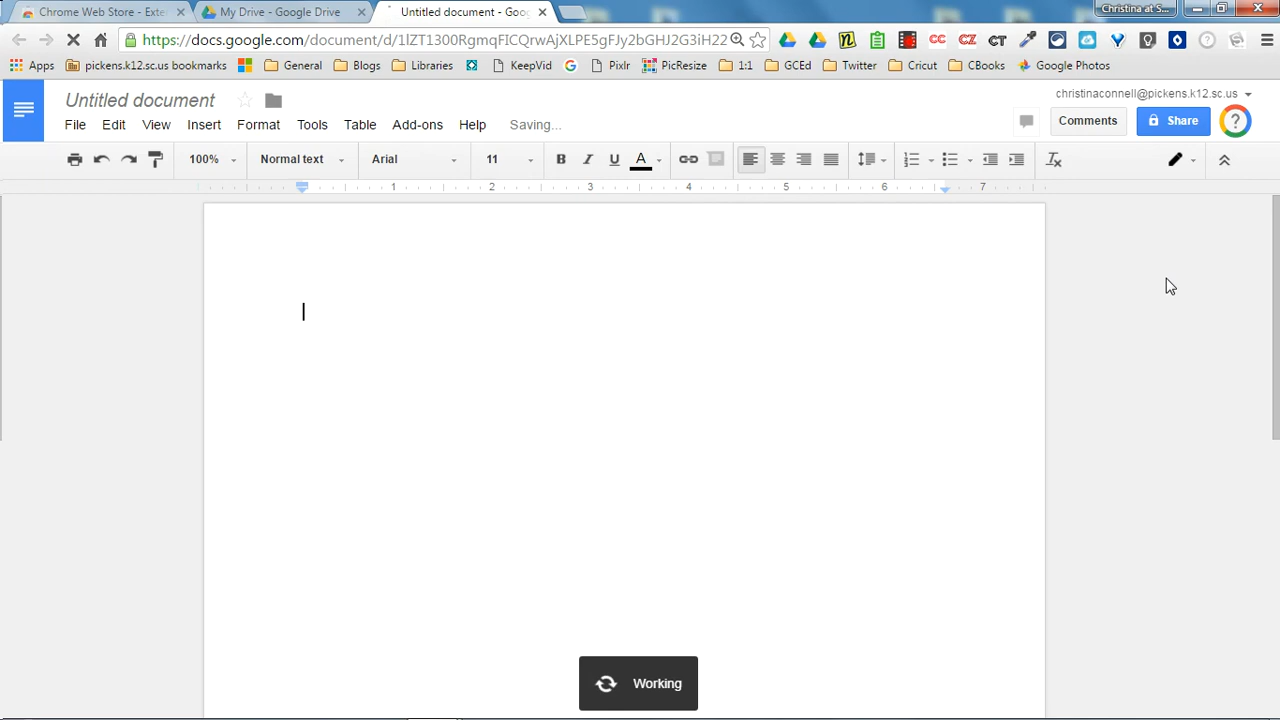 Chrome Web Store - Exte
My Drive - Google Drive
Untitled document - Goo
Christina at S...
https://docs.google.com/document/d/
Apps
pickens.k12.sc.us bookmarks
General
Blogs
Libraries
KeepVid
Pixlr
PicResize
1:1
GCEd
Twitter
Cricut
CBooks
Google Photos
Untitled document
christinaconnell@pickens.k12.sc.us
File Edit View Insert Format Tools Table Add-ons Help Saving...
Comments
Share
100% Normal text Arial 11 B I U A
1 2 3 4 5 6 7
Working